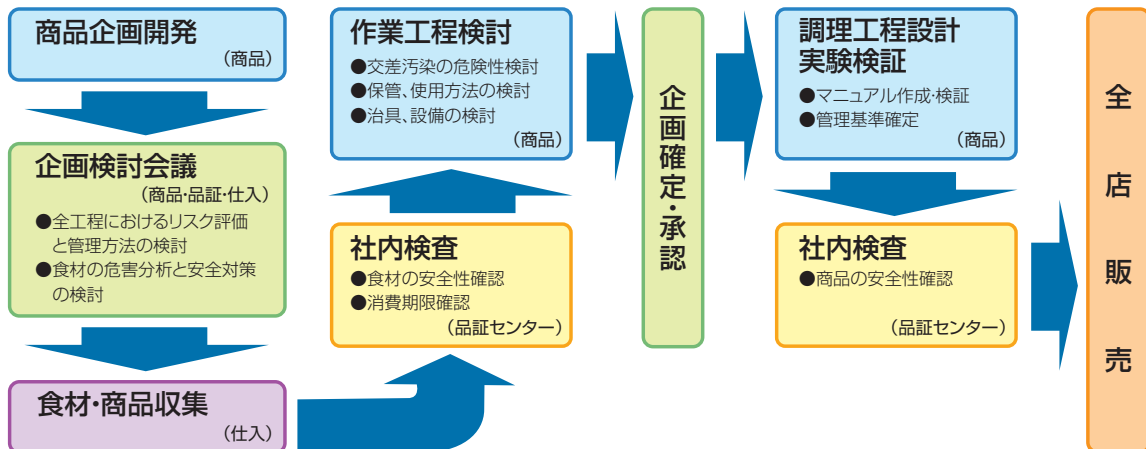 商品企画開発
(商品)
企画検討会議
(商品・品証・仕入)
●全工程におけるリスク評価
と管理方法の検討
●食材の危害分析と安全対策
の検討
食材・商品収集
(仕入)
社内検査
●食材の安全性確認
●消費期限確認
(品証センター)
作業工程検討
●交差汚染の危険性検討
●保管、使用方法の検討
●治具、設備の検討
(商品)
企画確定・承認
調理工程設計
実験検証
●マニュアル作成・検証
●管理基準確定
(商品)
社内検査
●商品の安全性確認
(品証センター)
全店販売